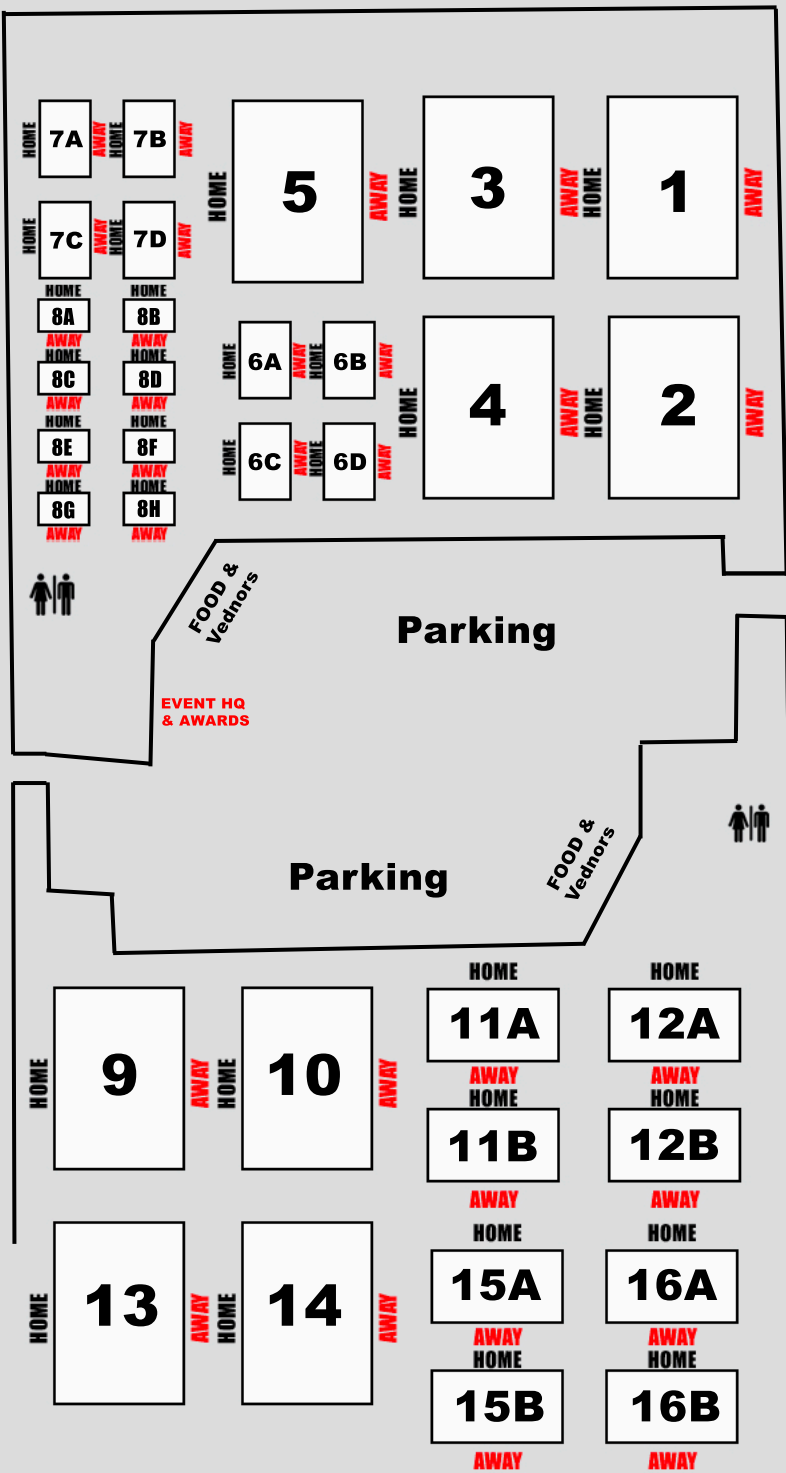 HOME 7A AWAY HOME 7B AWAY
HOME 5 AWAY HOME 3 AWAY HOME 1 AWAY
HOME 7C AWAY HOME 7D AWAY
HOME HOME
8A 8B
AWAY AWAY
HOME HOME
8C 8D
AWAY AWAY
HOME HOME
8E 8F
AWAY AWAY
HOME HOME
8G 8H
AWAY AWAY
HOME 6A AWAY HOME 6B AWAY
HOME 4 AWAY HOME 2 AWAY
HOME 6C AWAY HOME 6D AWAY
FOOD &
Vednors
Parking
EVENT HQ
& AWARDS
FOOD &
Vednors
Parking
HOME HOME
11A 12A
AWAY AWAY
HOME 9 AWAY HOME 10 AWAY
HOME HOME
11B 12B
AWAY AWAY
HOME HOME
15A 16A
AWAY AWAY
HOME 13 AWAY HOME 14 AWAY
HOME HOME
15B 16B
AWAY AWAY